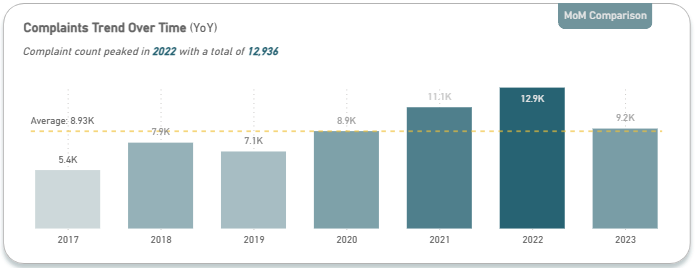 MoM Comparison
Complaints Trend Over Time (YoY)
Complaint count peaked in 2022 with a total of 12,936
Average: 8.93K
5.4K
7.9K
7.1K
8.9K
11.1K
12.9K
9.2K
2017 2018 2019 2020 2021 2022 2023